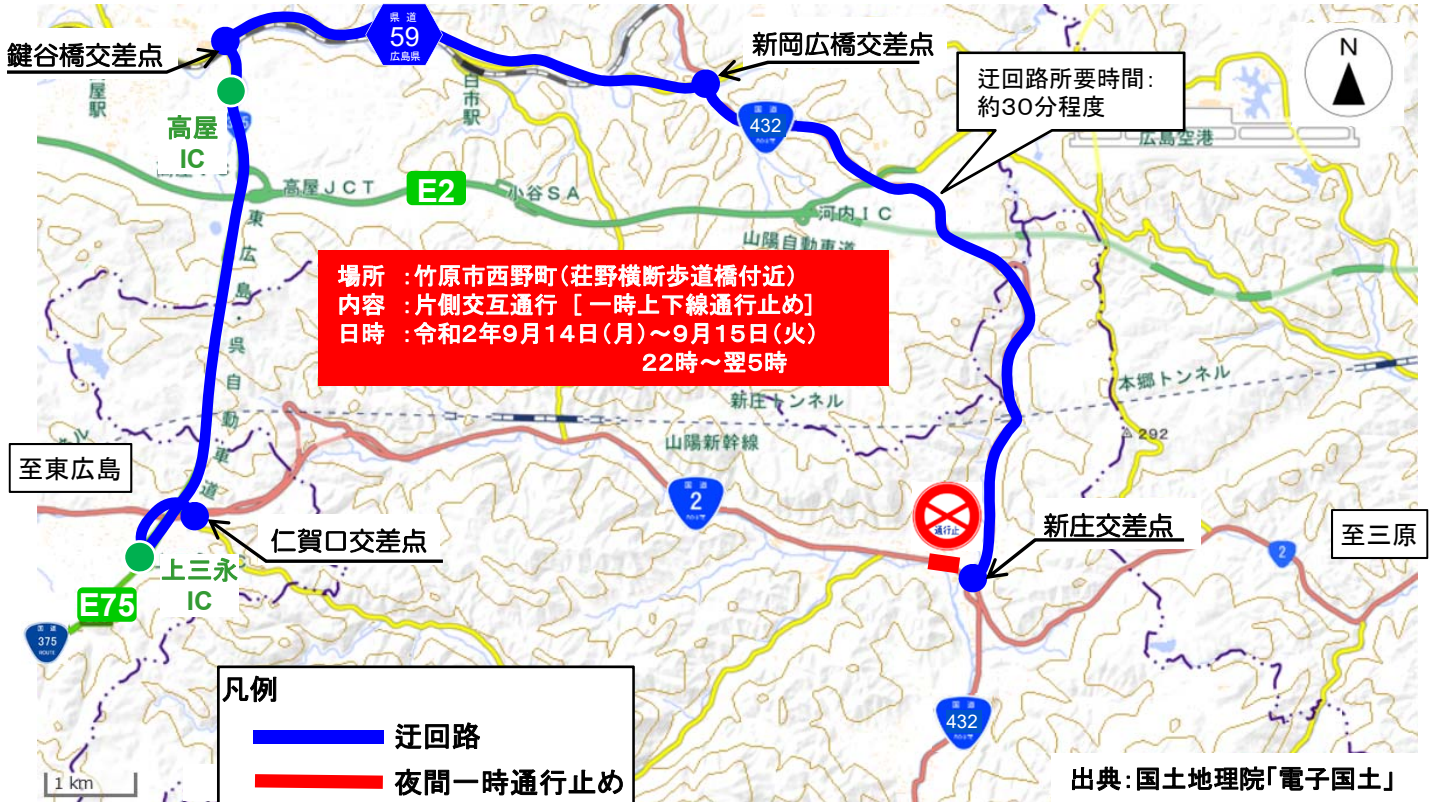 県道
59
広島県
鍵谷橋交差点
新岡広橋交差点
N
迂回路所要時間：
約30分程度
白市駅
国道
432
高屋
IC
広島空港
高屋JCT
E2
小谷SA
河内IC
山陽自動車道
東広島・呉自動車道
場所 ：竹原市西野町(荘野横断歩道橋付近)
内容 ：片側交互通行 [一時上下線通行止め]
日時 ：令和2年9月14日(月)～9月15日(火)
22時～翌5時
新庄トンネル
本郷トンネル
山陽新幹線
292
至東広島
国道
2
通行止
新庄交差点
至三原
2
仁賀口交差点
上三永
IC
E75
国道
375
ROUTE
凡例
迂回路
夜間一時通行止め
国道
432
1 km
出典：国土地理院「電子国土」